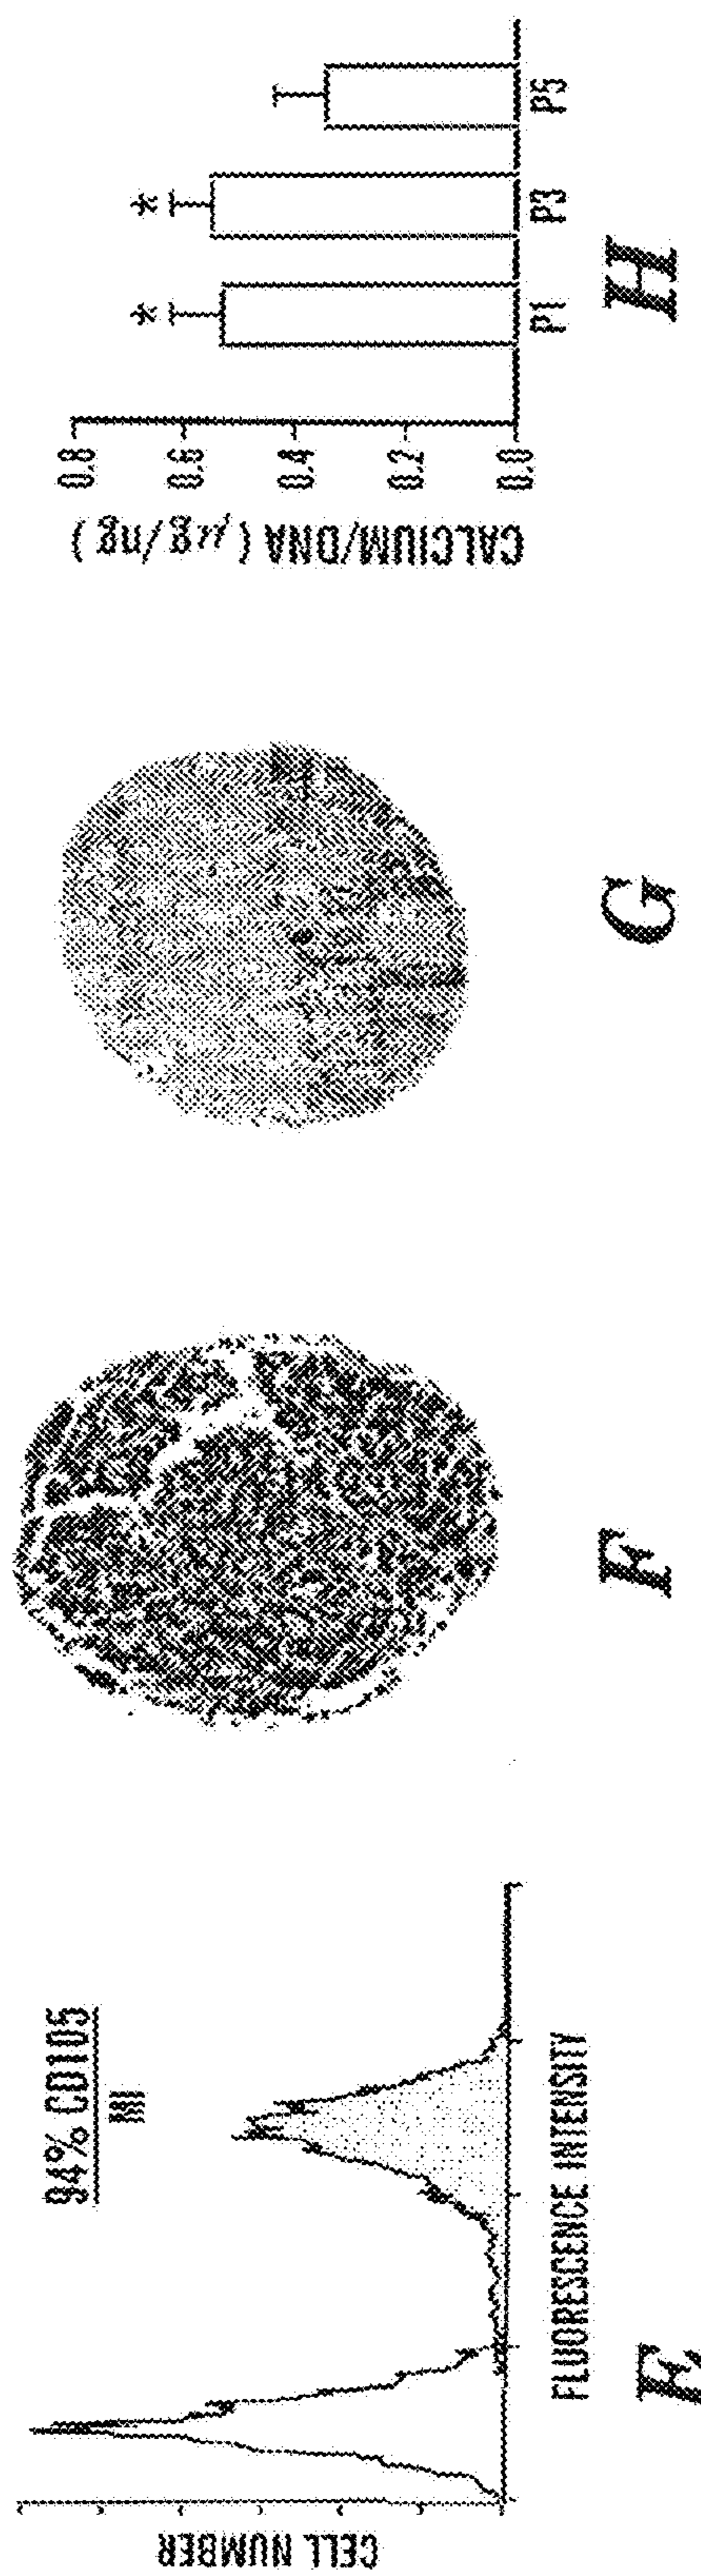 94% CD105
CELL NUMBER
FLUORESCENCE INTENSITY
E
F
G
CALCIUM/DNA (μg/ng)
0.8
0.6
0.4
0.2
0.0
*
*
P1
P3
P5
H